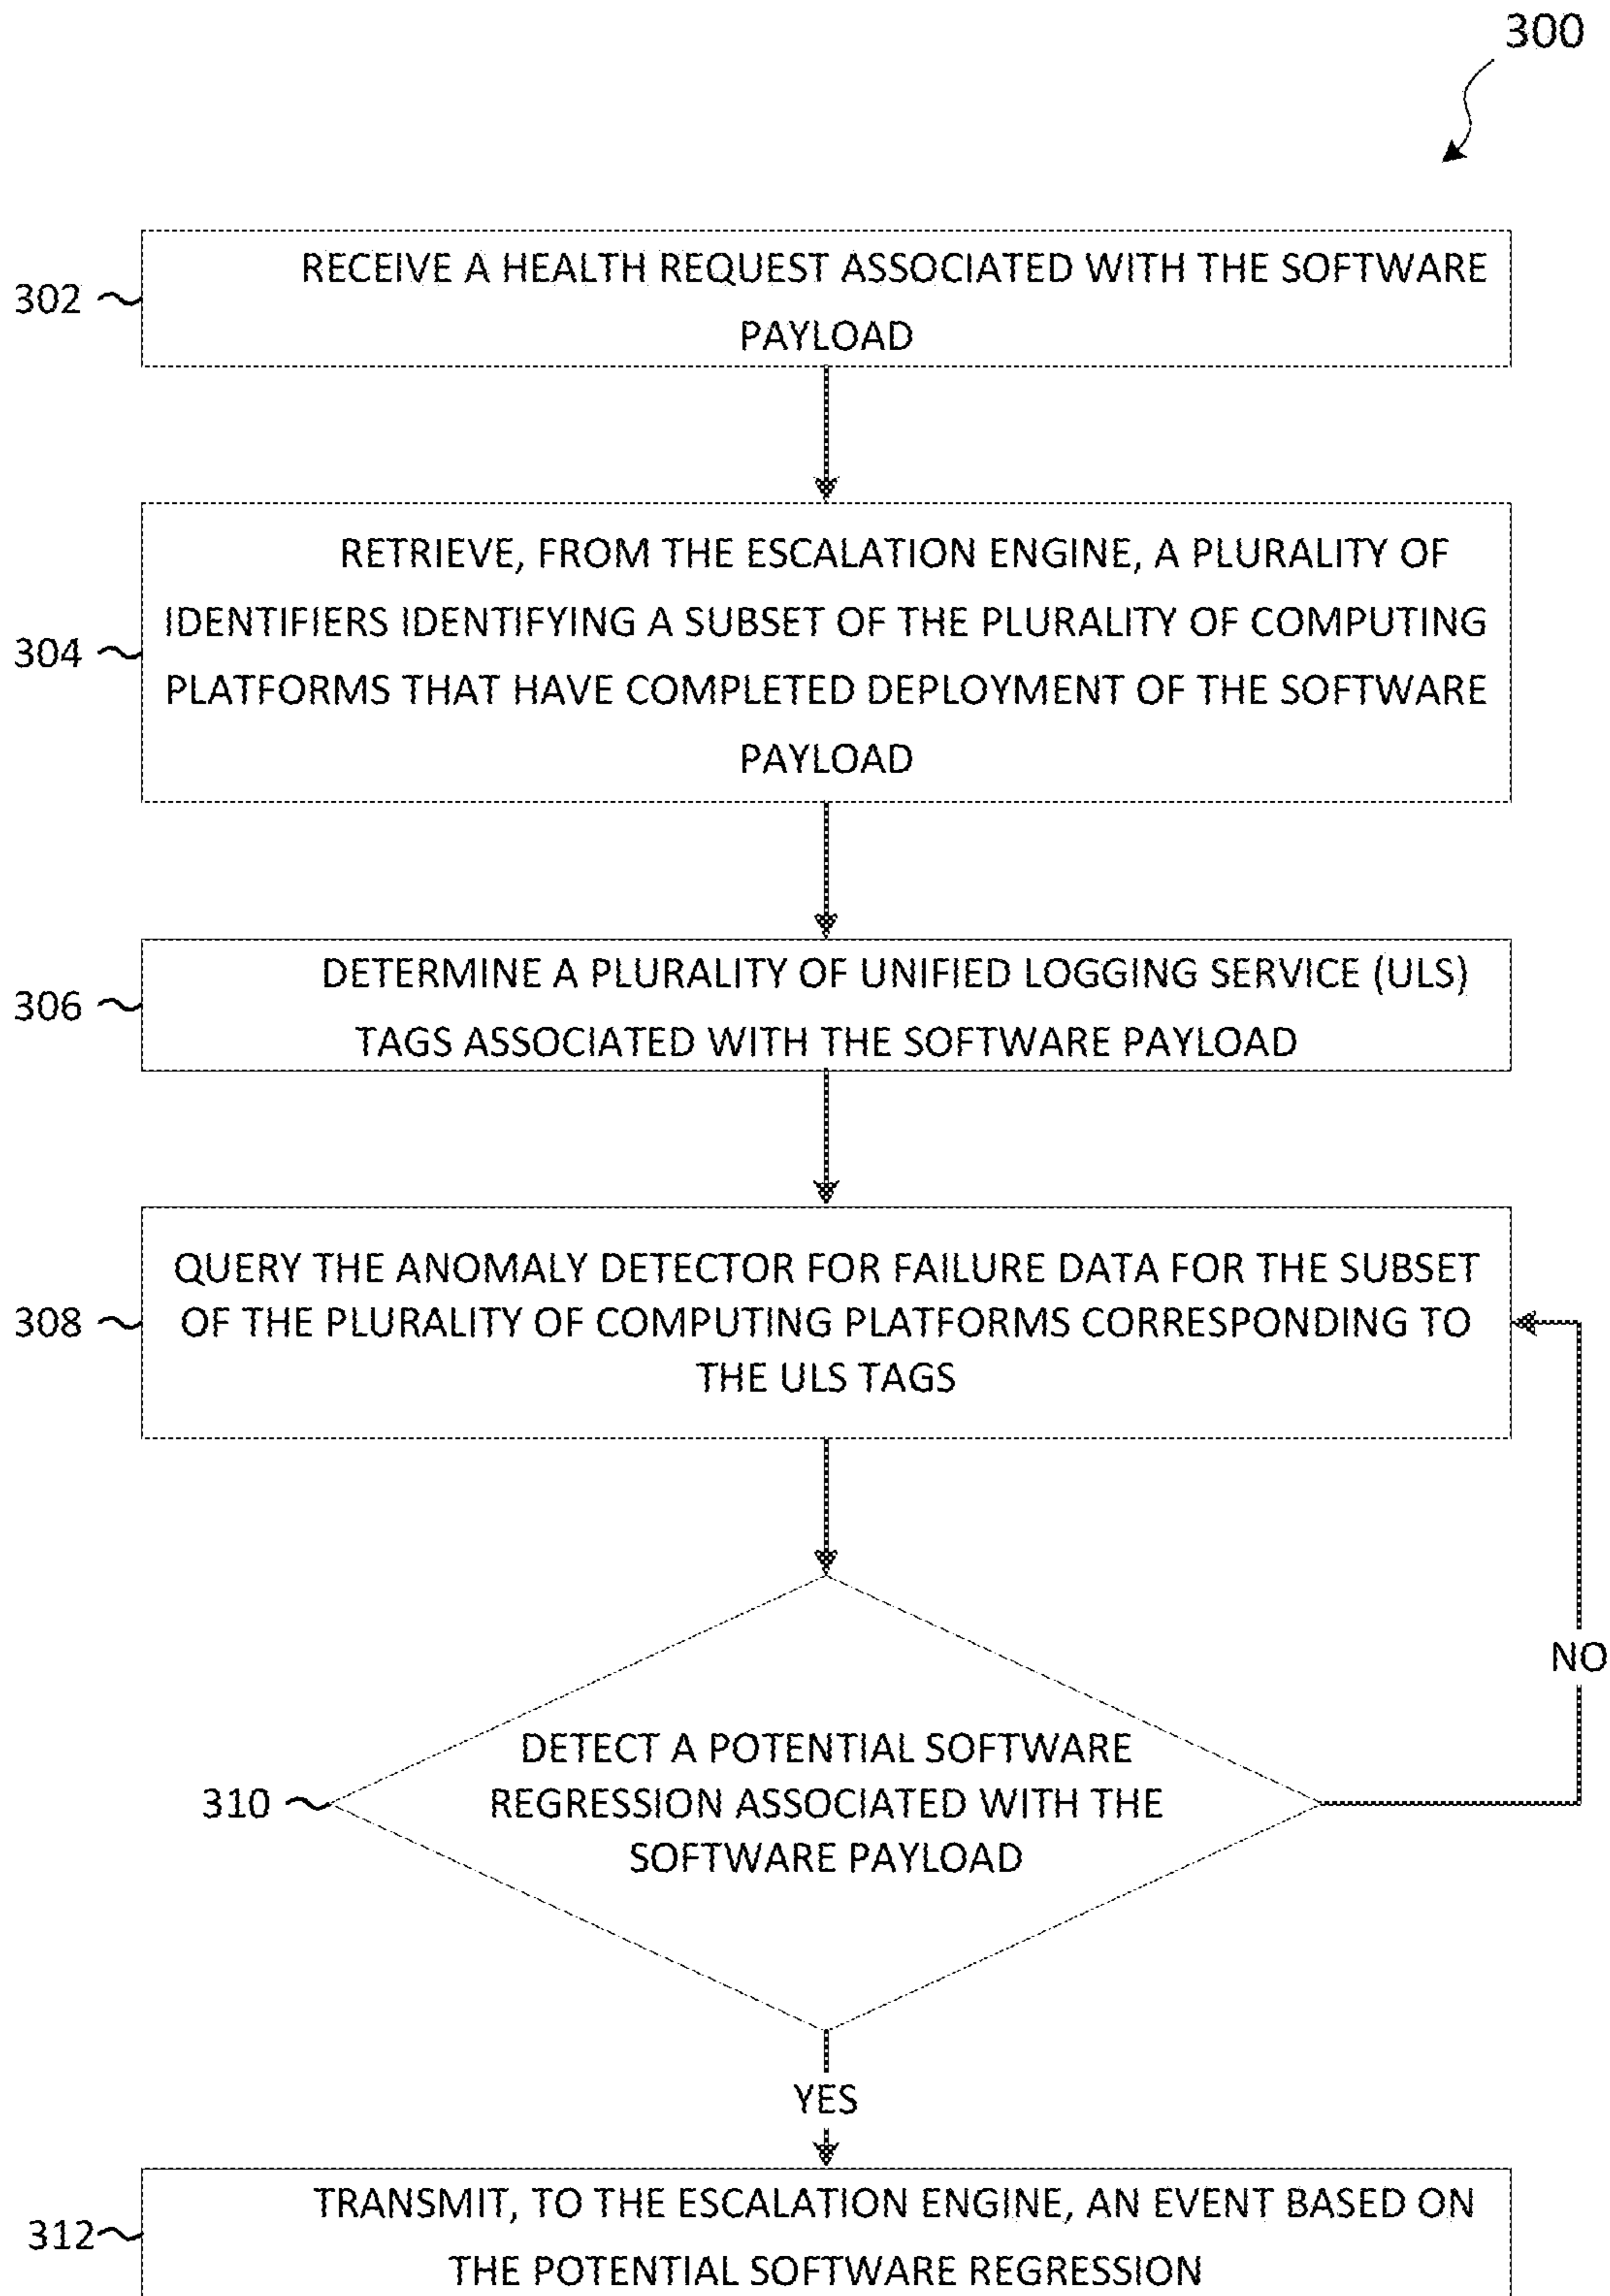 300
302
RECEIVE A HEALTH REQUEST ASSOCIATED WITH THE SOFTWARE
PAYLOAD
304
RETRIEVE, FROM THE ESCALATION ENGINE, A PLURALITY OF
IDENTIFIERS IDENTIFYING A SUBSET OF THE PLURALITY OF COMPUTING
PLATFORMS THAT HAVE COMPLETED DEPLOYMENT OF THE SOFTWARE
PAYLOAD
306
DETERMINE A PLURALITY OF UNIFIED LOGGING SERVICE (ULS)
TAGS ASSOCIATED WITH THE SOFTWARE PAYLOAD
308
QUERY THE ANOMALY DETECTOR FOR FAILURE DATA FOR THE SUBSET
OF THE PLURALITY OF COMPUTING PLATFORMS CORRESPONDING TO
THE ULS TAGS
NO
310
DETECT A POTENTIAL SOFTWARE
REGRESSION ASSOCIATED WITH THE
SOFTWARE PAYLOAD
YES
312
TRANSMIT, TO THE ESCALATION ENGINE, AN EVENT BASED ON
THE POTENTIAL SOFTWARE REGRESSION